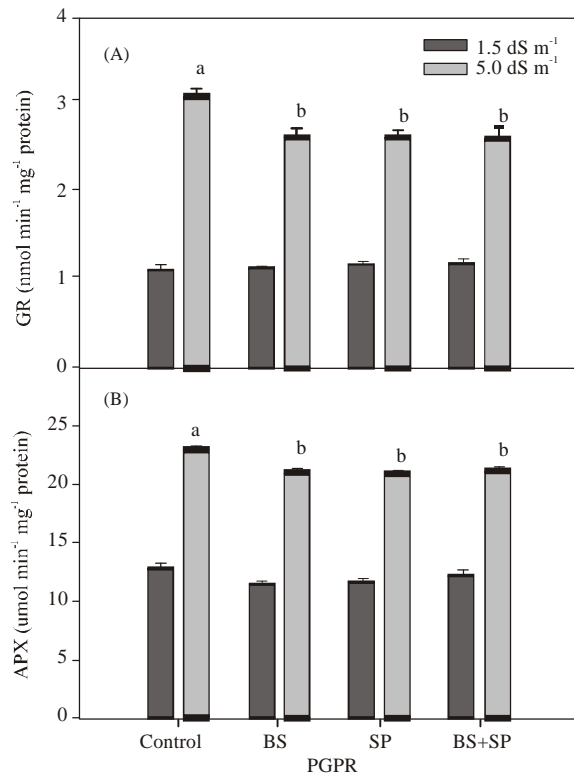 4
(A)
1.5 dS m⁻¹
5.0 dS m⁻¹
a
3
b
b
b
2
1
0
GR (nmol min⁻¹ mg⁻¹ protein)
(B)
25
a
b
b
b
20
15
10
5
0
APX (umol min⁻¹ mg⁻¹ protein)
Control
BS
SP
BS+SP
PGPR